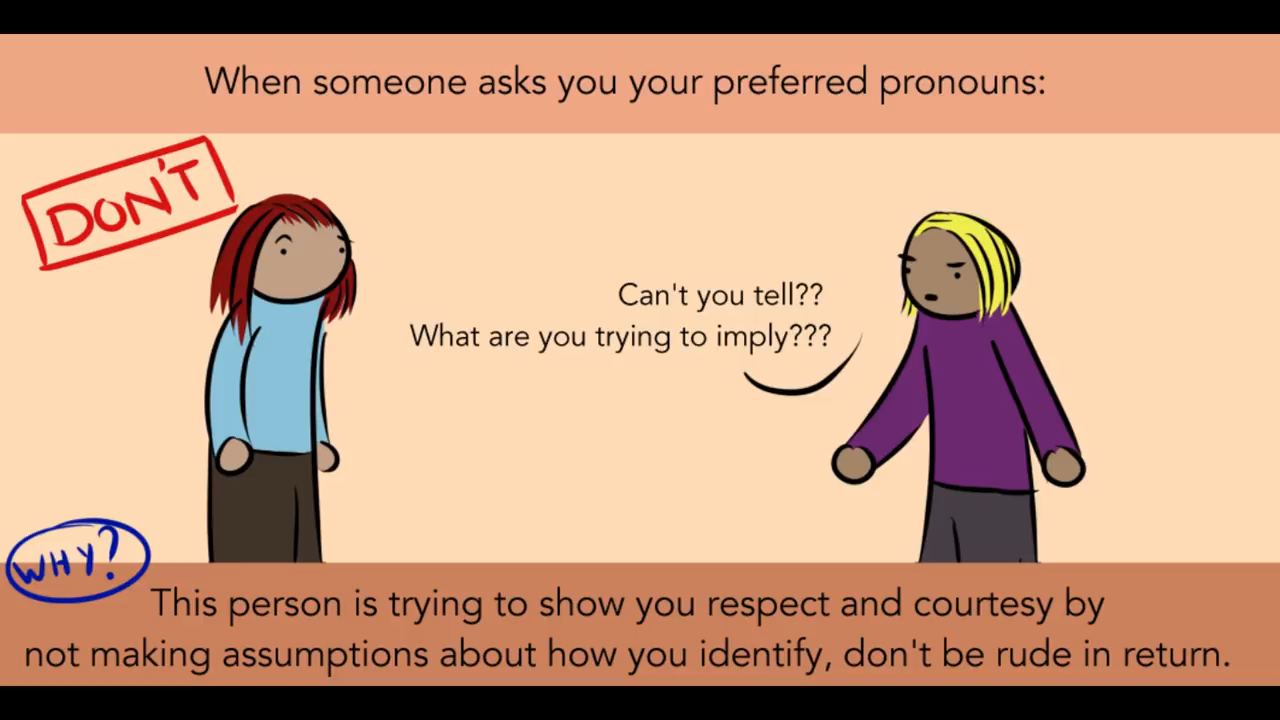 When someone asks you your preferred pronouns:
DON'T
Can't you tell??
What are you trying to imply???
WHY?
This person is trying to show you respect and courtesy by
not making assumptions about how you identify, don't be rude in return.